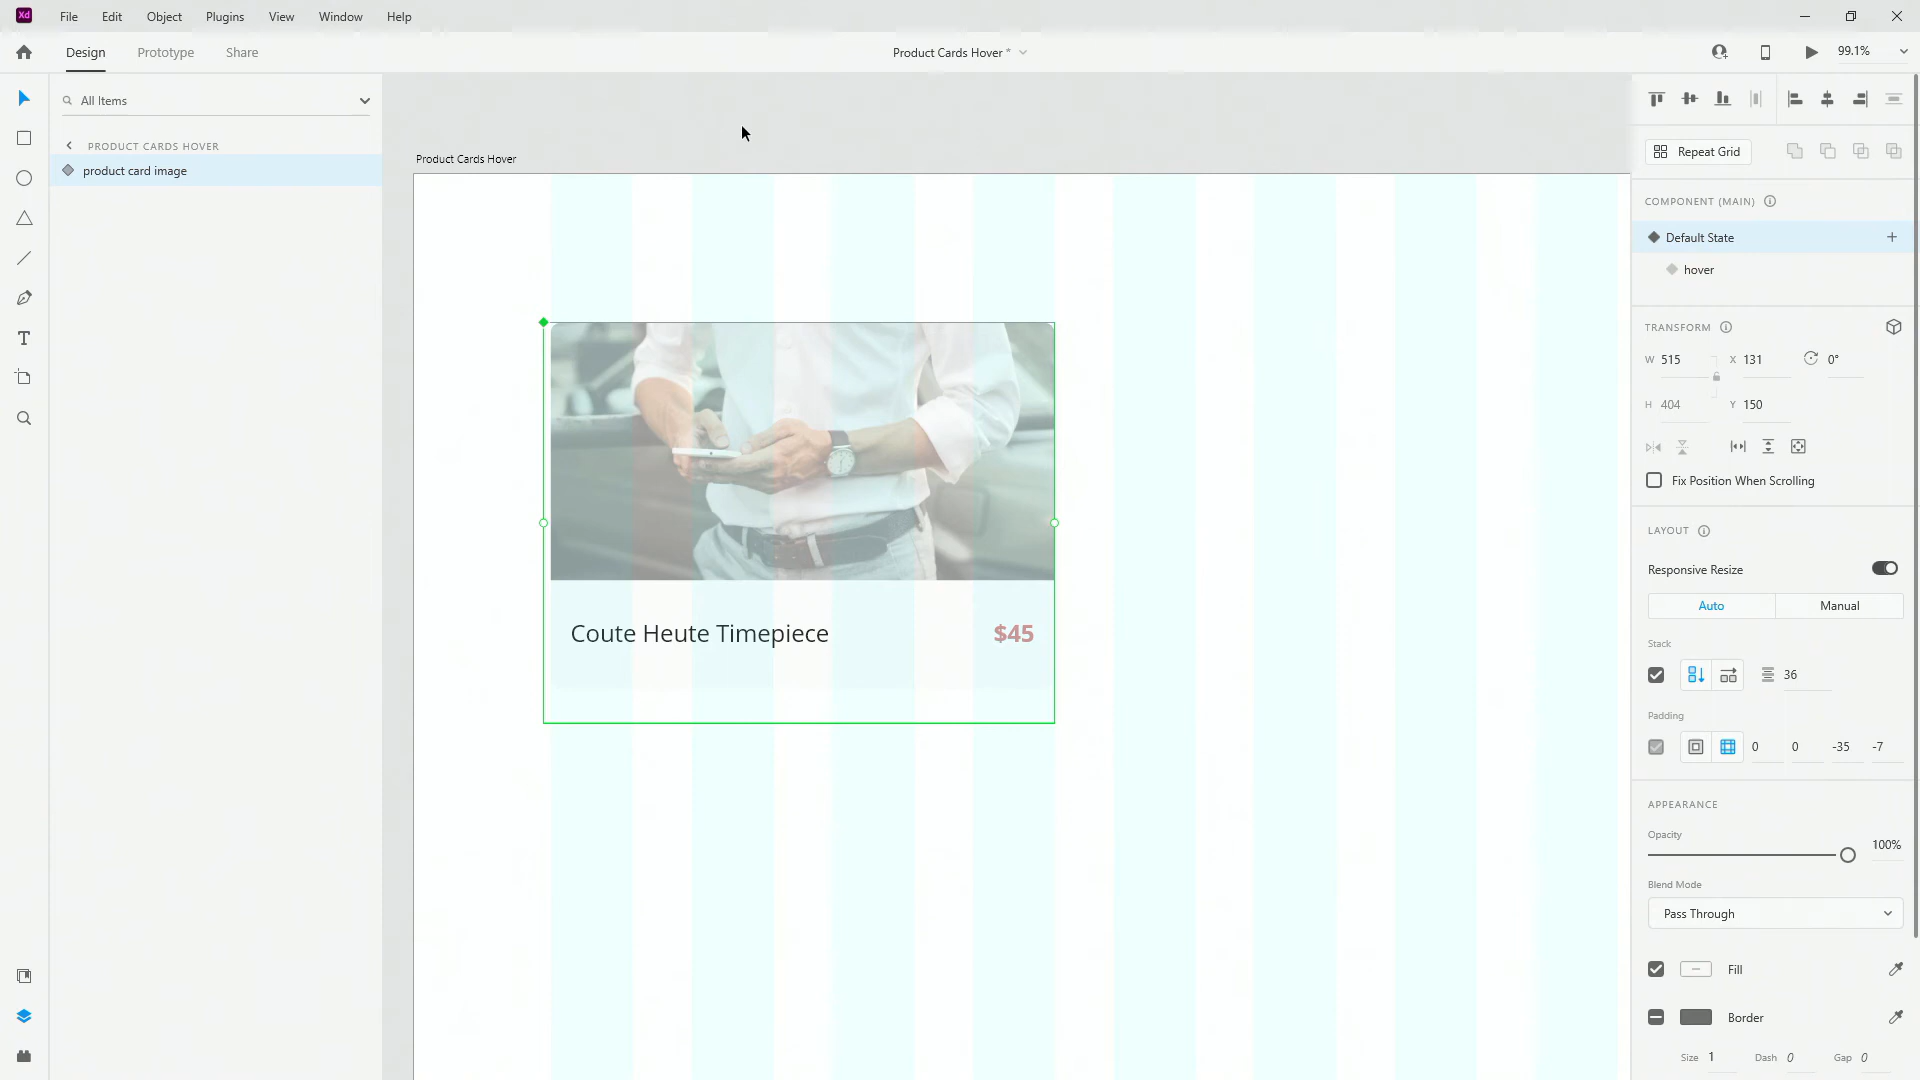 Xd File Edit Object Plugins View Window Help
Design Prototype Share
Product Cards Hover *
99.1%
All Items
PRODUCT CARDS HOVER
product card image
Product Cards Hover
Coute Heute Timepiece
$45
Repeat Grid
COMPONENT (MAIN)
Default State
hover
TRANSFORM
W 515 X 131 0°
H 404 Y 150
Fix Position When Scrolling
LAYOUT
Responsive Resize
Auto Manual
Stack
36
Padding
0 0 -35 -7
APPEARANCE
Opacity
100%
Blend Mode
Pass Through
Fill
Border
Size 1 Dash 0 Gap 0